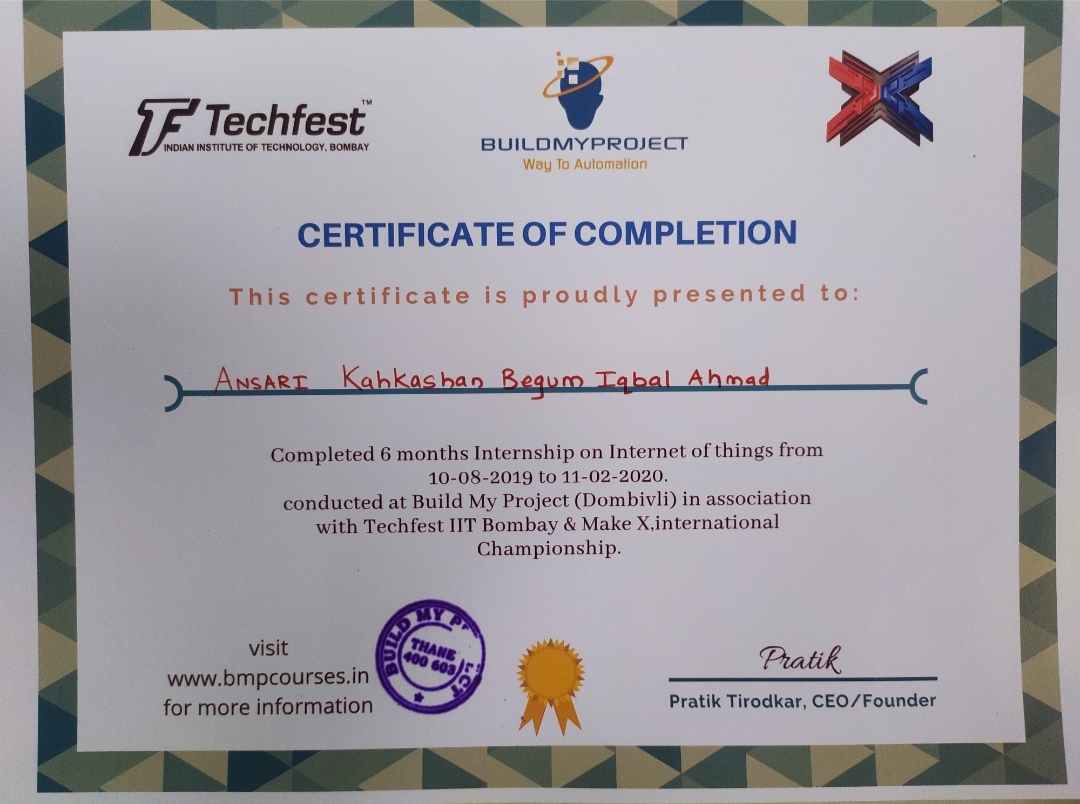 Techfest™
INDIAN INSTITUTE OF TECHNOLOGY, BOMBAY
BUILDMYPROJECT
Way To Automation
CERTIFICATE OF COMPLETION
This certificate is proudly presented to:
ANSARI Kahkashan Begum Iqbal Ahmad
Completed 6 months Internship on Internet of things from
10-08-2019 to 11-02-2020.
conducted at Build My Project (Dombivli) in association
with Techfest IIT Bombay & Make X,international
Championship.
visit
www.bmpcourses.in
for more information
BUILD MY
THANE
400 603
Pratik
Pratik Tirodkar, CEO/Founder